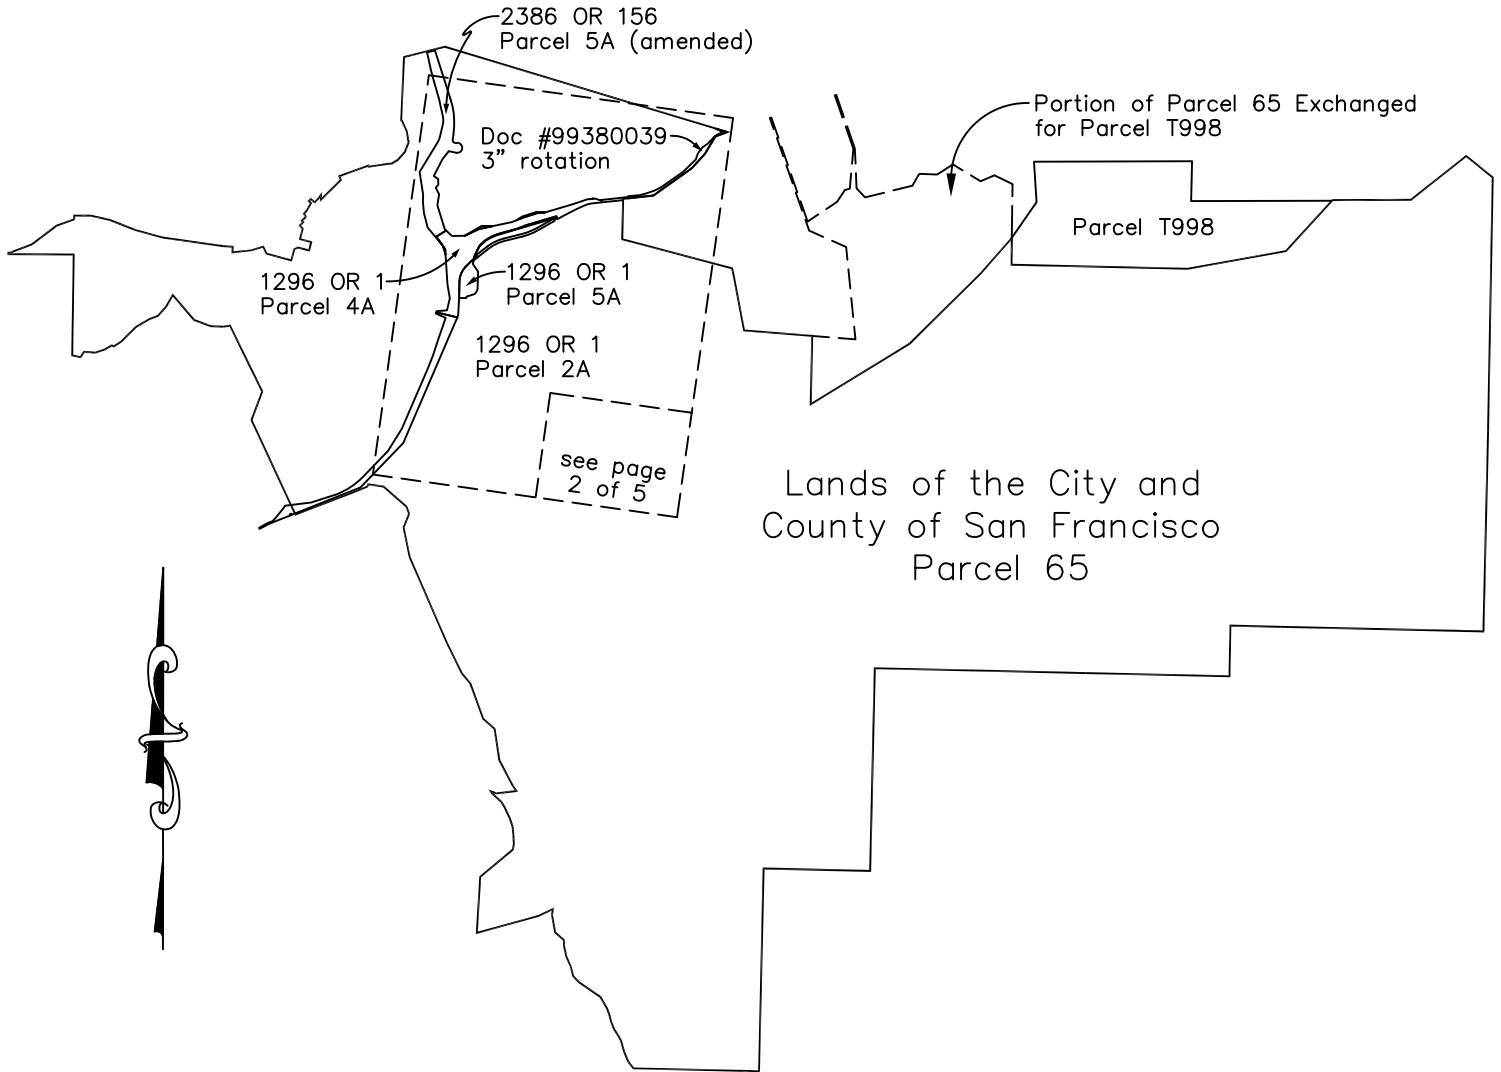 2386 OR 156
Parcel 5A (amended)
Portion of Parcel 65 Exchanged
for Parcel T998
Doc #99380039
3” rotation
Parcel T998
1296 OR 1
Parcel 4A
1296 OR 1
Parcel 5A
1296 OR 1
Parcel 2A
see page
2 of 5
Lands of the City and
County of San Francisco
Parcel 65